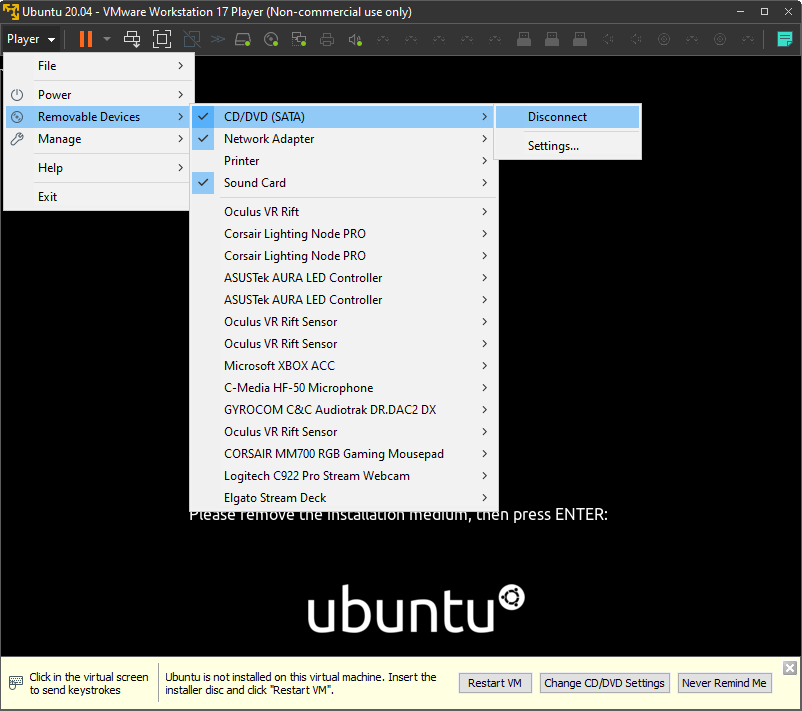 Ubuntu 20.04 - VMware Workstation 17 Player (Non-commercial use only)
Player
File
Power
Removable Devices
Manage
Help
Exit
CD/DVD (SATA)
Network Adapter
Printer
Sound Card
Oculus VR Rift
Corsair Lighting Node PRO
Corsair Lighting Node PRO
ASUSTek AURA LED Controller
ASUSTek AURA LED Controller
Oculus VR Rift Sensor
Oculus VR Rift Sensor
Microsoft XBOX ACC
C-Media HF-50 Microphone
GYROCOM C&C Audiotrak DR.DAC2 DX
Oculus VR Rift Sensor
CORSAIR MM700 RGB Gaming Mousepad
Logitech C922 Pro Stream Webcam
Elgato Stream Deck
Disconnect
Settings...
Please remove the installation medium, then press ENTER:
ubuntu
Click in the virtual screen
to send keystrokes
Ubuntu is not installed on this virtual machine. Insert the
installer disc and click "Restart VM".
Restart VM
Change CD/DVD Settings
Never Remind Me